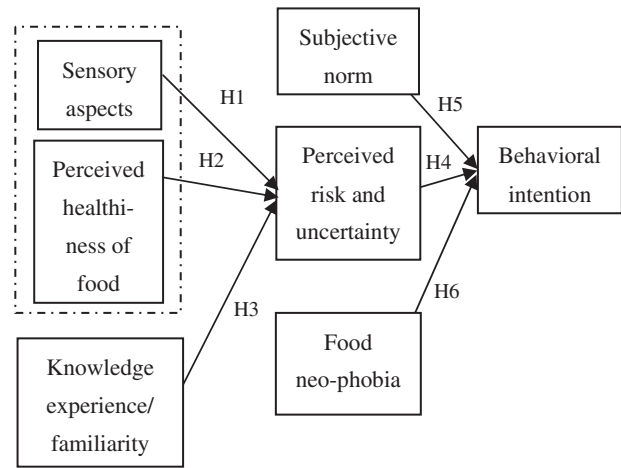 Sensory
aspects
Perceived
healthi-
ness of
food
Knowledge
experience/
familiarity
H1
H2
H3
Subjective
norm
Perceived
risk and
uncertainty
Food
neo-phobia
H5
H4
H6
Behavioral
intention